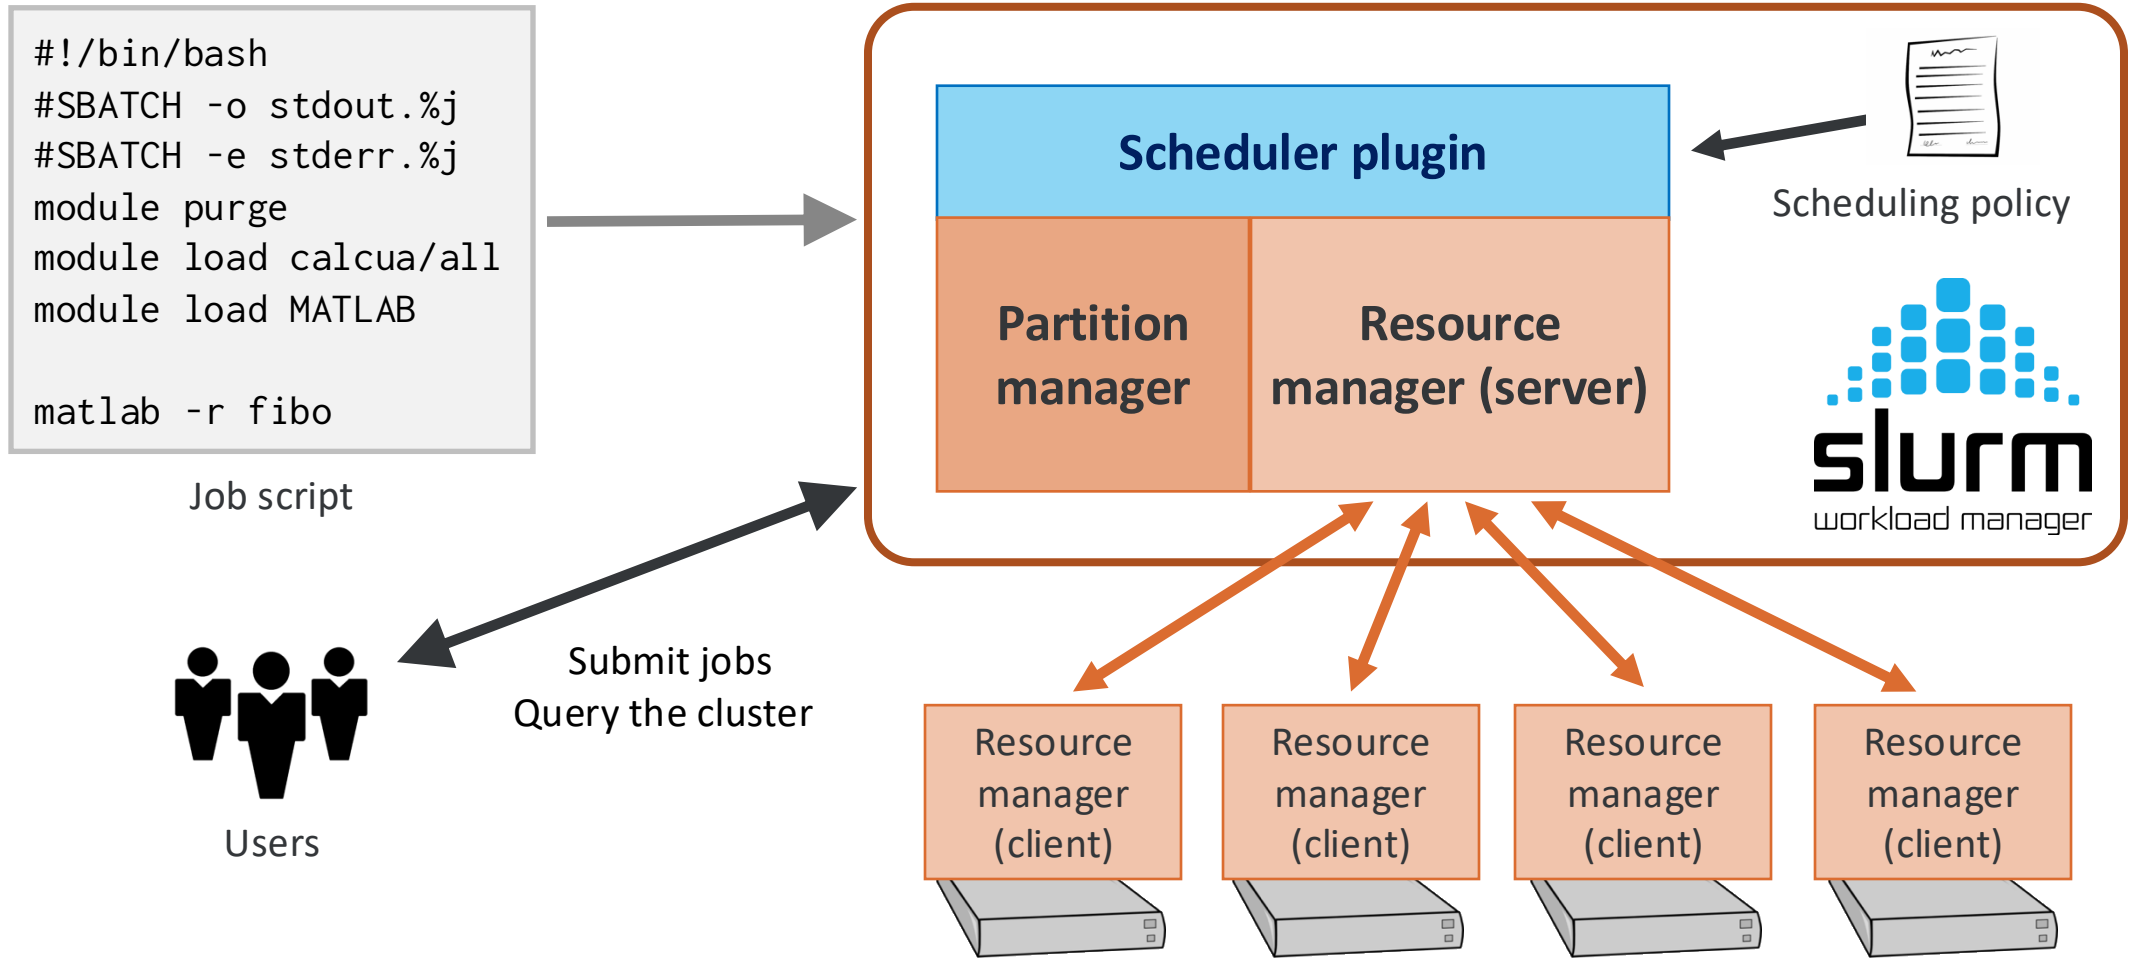 #!/bin/bash
#SBATCH -o stdout.%j
#SBATCH -e stderr.%j
module purge
module load calcua/all
module load MATLAB
matlab -r fibo
Job script
Scheduler plugin
Scheduling policy
Partition
manager
Resource
manager (server)
slurm
workload manager
Submit jobs
Query the cluster
Users
Resource
manager
(client)
Resource
manager
(client)
Resource
manager
(client)
Resource
manager
(client)